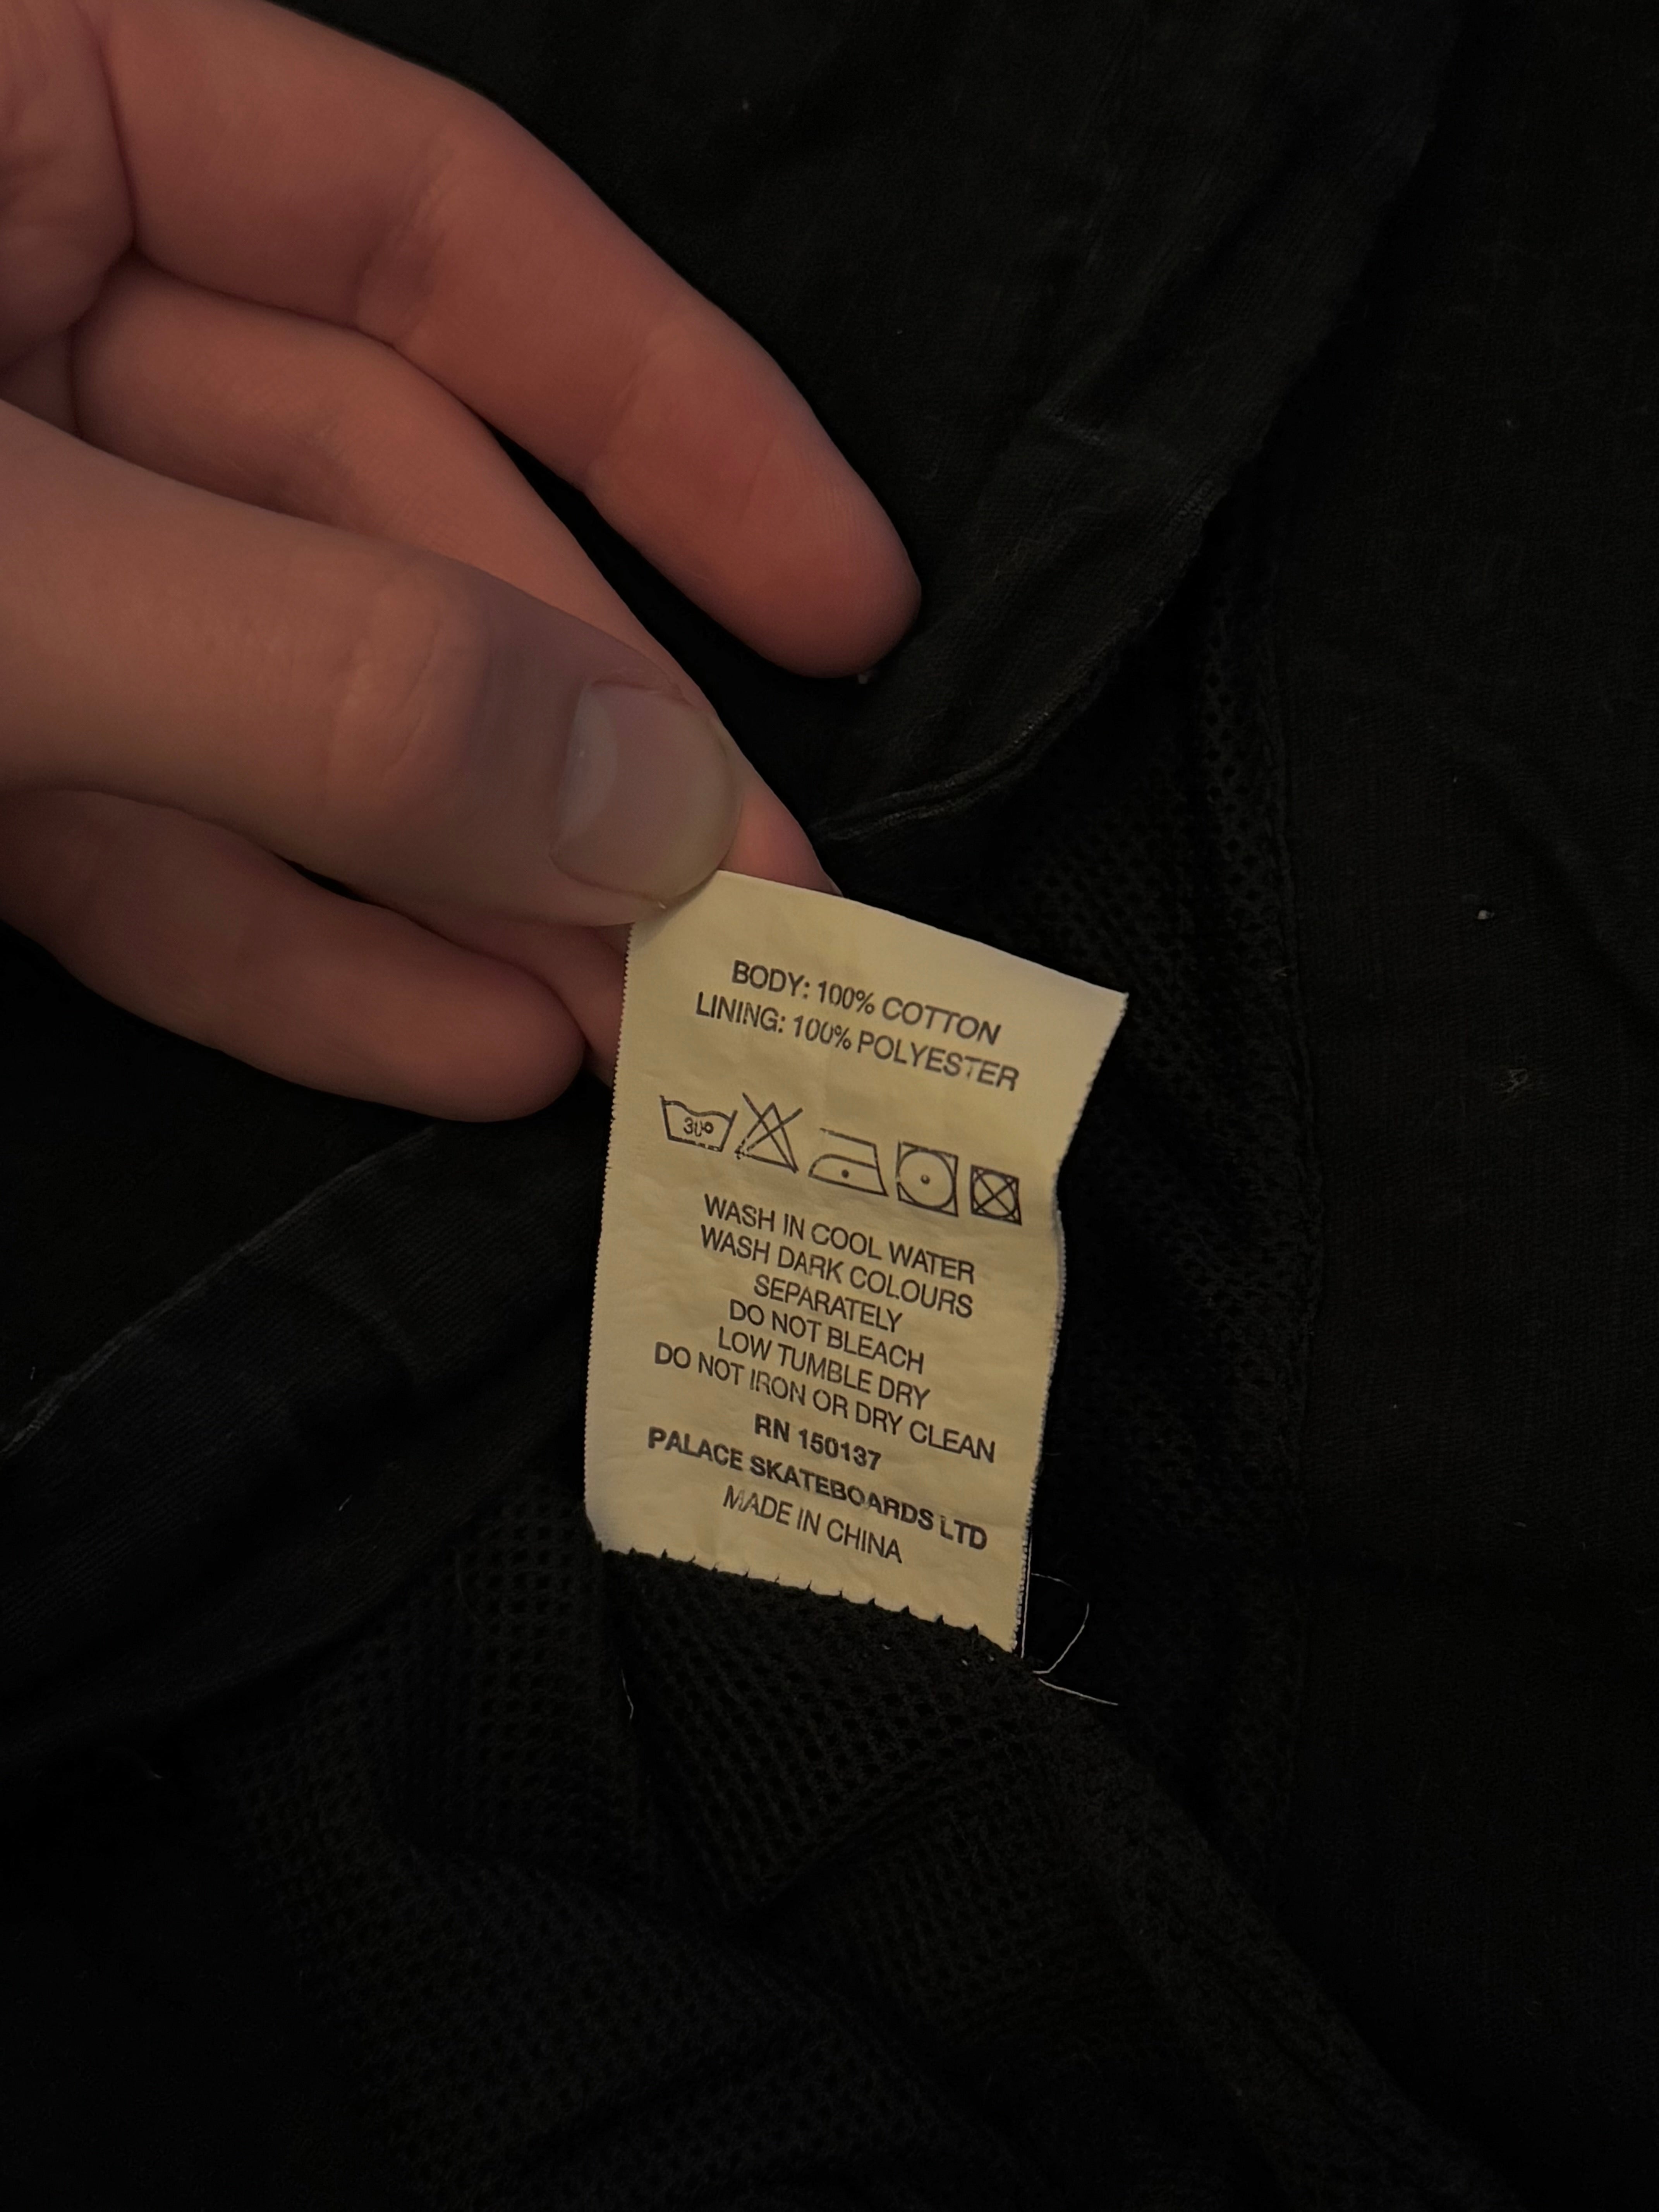 BODY: 100% COTTON
LINING: 100% POLYESTER
30°
WASH IN COOL WATER
WASH DARK COLOURS
SEPARATELY
DO NOT BLEACH
LOW TUMBLE DRY
DO NOT IRON OR DRY CLEAN
RN 150137
PALACE SKATEBOARDS LTD
MADE IN CHINA